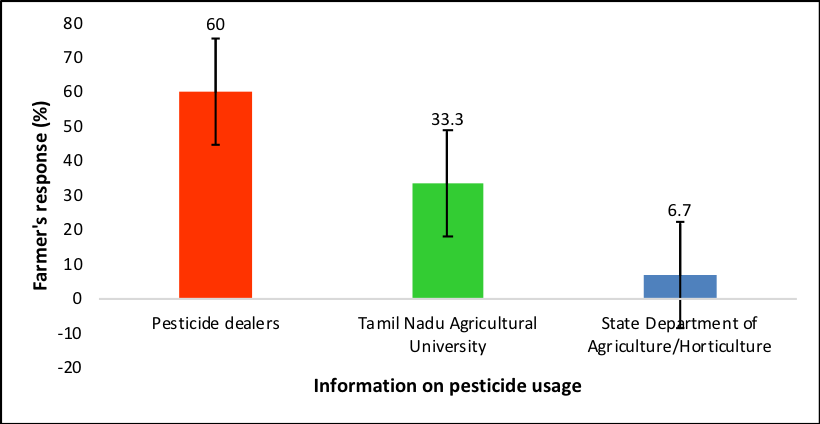 80
70
60
50
40
30
20
10
0
-10
-20
Farmer's response (%)
60
33.3
6.7
Pesticide dealers
Tamil Nadu Agricultural
University
State Department of
Agriculture/Horticulture
Information on pesticide usage